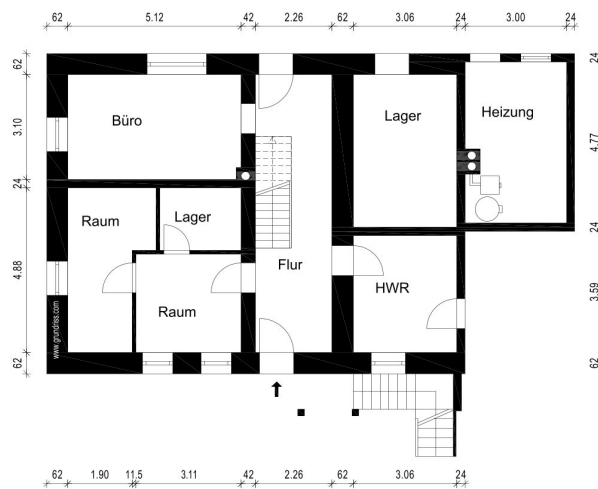 62 5.12 42 2.26 62 3.06 24 3.00 24
62
3.10
24
4.88
62
24
4.77
24
3.59
62
Büro
Lager
Heizung
Raum
Lager
Flur
HWR
Raum
www.grundriss.com
62 1.90 11.5 3.11 42 2.26 62 3.06 24